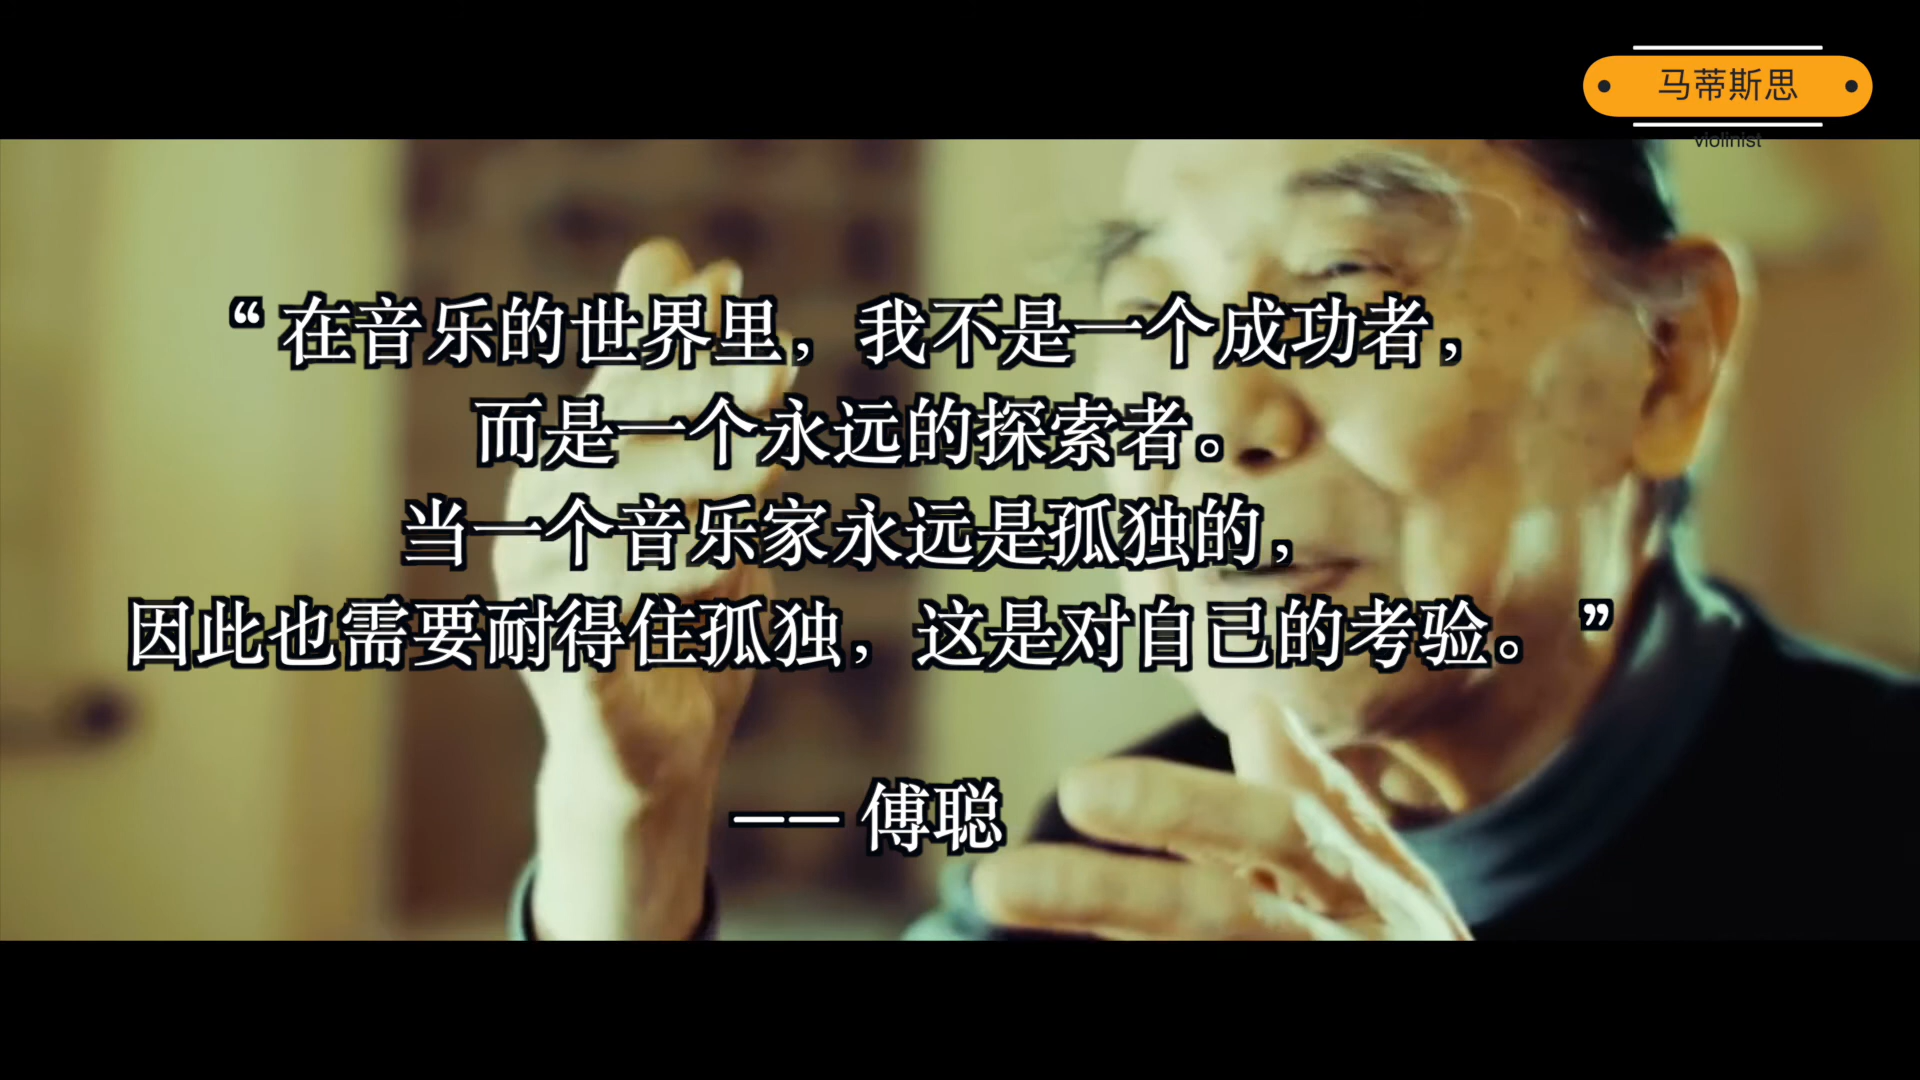 马蒂斯思
violinist
“在音乐的世界里，我不是一个成功者，
而是一个永远的探索者。
当一个音乐家永远是孤独的，
因此也需要耐得住孤独，这是对自己的考验。”
—— 傅聪